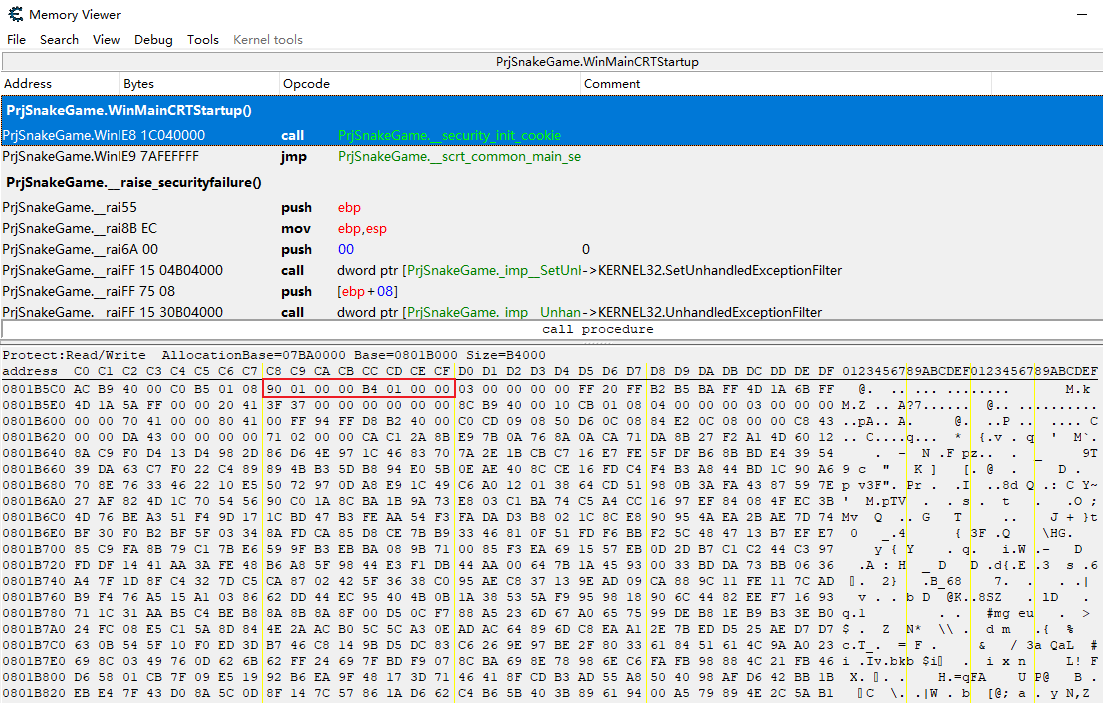 Memory Viewer
File Search View Debug Tools Kernel tools
PrjSnakeGame.WinMainCRTStartup
Address Bytes Opcode Comment
PrjSnakeGame.WinMainCRTStartup()
PrjSnakeGame.Win E8 1C040000 call PrjSnakeGame.__security_init_cookie
PrjSnakeGame.Win E9 7AFEFFFF jmp PrjSnakeGame.__scrt_common_main_se
PrjSnakeGame.__raise_securityfailure()
PrjSnakeGame.__rai 55 push ebp
PrjSnakeGame.__rai 8B EC mov ebp,esp
PrjSnakeGame.__rai 6A 00 push 00 0
PrjSnakeGame.__rai FF 15 04B04000 call dword ptr [PrjSnakeGame._imp__SetUnl ->KERNEL32.SetUnhandledExceptionFilter
PrjSnakeGame.__rai FF 75 08 push [ebp+08]
PrjSnakeGame.__rai FF 15 30B04000 call dword ptr [PrjSnakeGame._imp__Unhan ->KERNEL32.UnhandledExceptionFilter
call procedure
Protect:Read/Write AllocationBase=07BA0000 Base=0801B000 Size=B4000
address C0 C1 C2 C3 C4 C5 C6 C7 C8 C9 CA CB CC CD CE CF D0 D1 D2 D3 D4 D5 D6 D7 D8 D9 DA DB DC DD DE DF 0123456789ABCDEF0123456789ABCDEF
0801B5C0 AC B9 40 00 C0 B5 01 08 90 01 00 00 B4 01 00 00 03 00 00 00 00 FF 20 FF B2 B5 BA FF 4D 1A 6B FF
0801B5E0 4D 1A 5A FF 00 00 20 41 3F 37 00 00 00 00 00 00 8C B9 40 00 10 CB 01 08 04 00 00 00 03 00 00 00
0801B600 00 00 70 41 00 00 80 41 00 FF 94 FF D8 B2 40 00 C0 CD 09 08 50 D6 0C 08 84 E2 0C 08 00 00 C8 43
0801B620 00 00 DA 43 00 00 00 00 71 02 00 00 CA C1 2A 8B E9 7B 0A 76 8A 0A CA 71 DA 8B 27 F2 A1 4D 60 12
0801B640 8A C9 F0 D4 13 D4 98 2D 86 D6 4E 97 1C 46 83 70 7A 2E 1B CB C7 16 E7 FE 5F DF B6 8B BD E4 39 54
0801B660 39 DA 63 C7 F0 22 C4 89 89 4B B3 5D B8 94 E0 5B 0E AE 40 8C CE 16 FD C4 F4 B3 A8 44 BD 1C 90 A6
0801B680 70 8E 76 33 46 22 10 E5 50 72 97 0D A8 E9 1C 49 C6 A0 12 01 38 64 CD 51 98 0B 3A FA 43 87 59 7E
0801B6A0 27 AF 82 4D 1C 70 54 56 90 C0 1A 8C BA 1B 9A 73 E8 03 C1 BA 74 C5 A4 CC 16 97 EF 84 08 4F EC 3B
0801B6C0 4D 76 BE A3 51 F4 9D 17 1C BD 47 B3 FE AA 54 F3 FA DA D3 B8 02 1C 8C E8 90 95 4A EA 2B AE 7D 74
0801B6E0 BF 30 F0 B2 BF 5F 03 34 8A FD CA 85 D8 CE 7B B9 33 46 81 0F 51 FD F6 BB F2 5C 48 47 13 B7 EF E7
0801B700 85 C9 FA 8B 79 C1 7B E6 59 9F B3 EB BA 08 9B 71 00 85 F3 EA 69 15 57 EB 0D 2D B7 C1 C2 44 C3 97
0801B720 FD DF 14 41 AA 3A FE 48 B6 A8 5F 98 44 E3 F1 DB 44 AA 00 64 7B 1A 45 93 00 33 BD DA 73 BB 06 36
0801B740 A4 7F 1D 8F C4 32 7D C5 CA 87 02 42 5F 36 38 C0 95 AE C8 37 13 9E AD 09 CA 88 9C 11 FE 11 7C AD
0801B760 B9 F4 76 A5 15 A1 03 86 62 DD 44 EC 95 40 4B 0B 1A 38 53 5A F9 95 98 18 90 6C 44 82 EE F7 16 93
0801B780 71 1C 31 AA B5 C4 BE B8 8A 8B 8A 8F 00 D5 0C F7 88 A5 23 6D 67 A0 65 75 99 DE B8 1E B9 B3 3E B0
0801B7A0 24 FC 08 E5 C1 5A 8D 84 4E 2A AC B0 5C 5C A3 0E AD AC 64 89 6D C8 EA A1 2E 7B ED D5 25 AE D7 D7
0801B7C0 63 0B 54 5F 10 F0 ED 3D B7 46 C8 14 9B D5 DC 83 C6 26 9E 97 BE 2F 80 33 61 84 51 61 4C 9A A0 23
0801B7E0 69 8C 03 49 76 0D 62 6B 62 FF 24 69 7F BD F9 07 8C BA 69 8E 78 98 6E C6 FA FB 98 88 4C 21 FB 46
0801B800 D6 58 01 CB 7F 09 E5 19 92 B6 EA 9F 48 17 3D 71 46 41 8F CD B3 AD 55 A8 50 40 98 AF D6 42 BB 1B
0801B820 EB E4 7F 43 D0 8A 5C 0D 8F 14 7C 57 86 1A D6 62 C4 B6 5B 40 3B 89 61 94 00 A5 79 89 4E 2C 5A B1